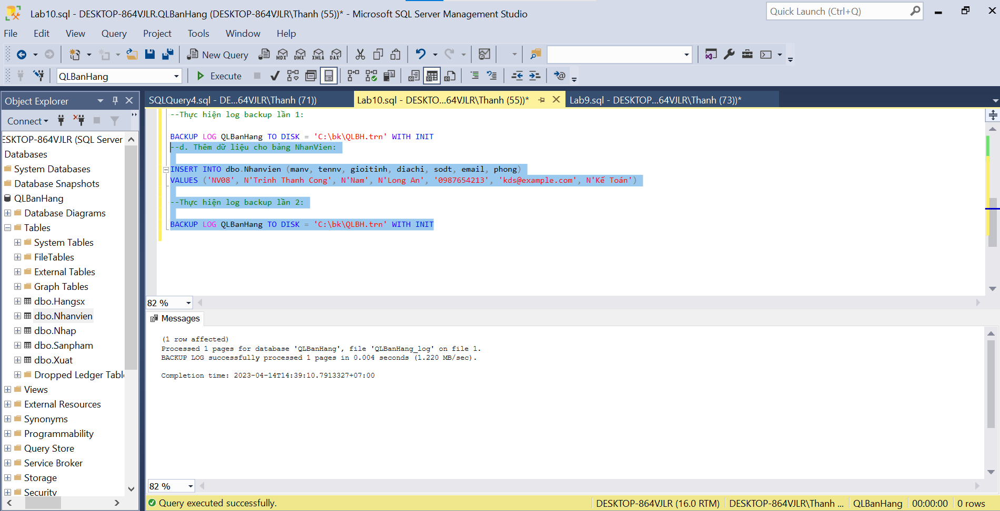 Lab10.sql - DESKTOP-864VJLR.QLBanHang (DESKTOP-864VJLR\Thanh (55))* - Microsoft SQL Server Management Studio
Quick Launch (Ctrl+Q)
File Edit View Query Project Tools Window Help
New Query MDX DMX XMLA DAX
QLBanHang Execute
Object Explorer
SQLQuery4.sql - DE...64VJLR\Thanh (71))
Lab10.sql - DESKTO...64VJLR\Thanh (55))*
Lab9.sql - DESKTOP...64VJLR\Thanh (73))*
Connect
ESKTOP-864VJLR (SQL Server
Databases
System Databases
Database Snapshots
QLBanHang
Database Diagrams
Tables
System Tables
FileTables
External Tables
Graph Tables
dbo.Hangsx
dbo.Nhanvien
dbo.Nhap
dbo.Sanpham
dbo.Xuat
Dropped Ledger Table
Views
External Resources
Synonyms
Programmability
Query Store
Service Broker
Storage
Security
--Thực hiện log backup lần 1:
BACKUP LOG QLBanHang TO DISK = 'C:\bk\QLBH.trn' WITH INIT
--d. Thêm dữ liệu cho bảng NhanVien:
INSERT INTO dbo.Nhanvien (manv, tennv, gioitinh, diachi, sodt, email, phong)
VALUES ('NV08', N'Trinh Thanh Cong', N'Nam', N'Long An', '0987654213', 'kds@example.com', N'Kế Toán')
--Thực hiện log backup lần 2:
BACKUP LOG QLBanHang TO DISK = 'C:\bk\QLBH.trn' WITH INIT
82 %
Messages
(1 row affected)
Processed 1 pages for database 'QLBanHang', file 'QLBanHang_log' on file 1.
BACKUP LOG successfully processed 1 pages in 0.004 seconds (1.220 MB/sec).
Completion time: 2023-04-14T14:39:10.7913327+07:00
82 %
Query executed successfully.
DESKTOP-864VJLR (16.0 RTM) DESKTOP-864VJLR\Thanh ... QLBanHang 00:00:00 0 rows